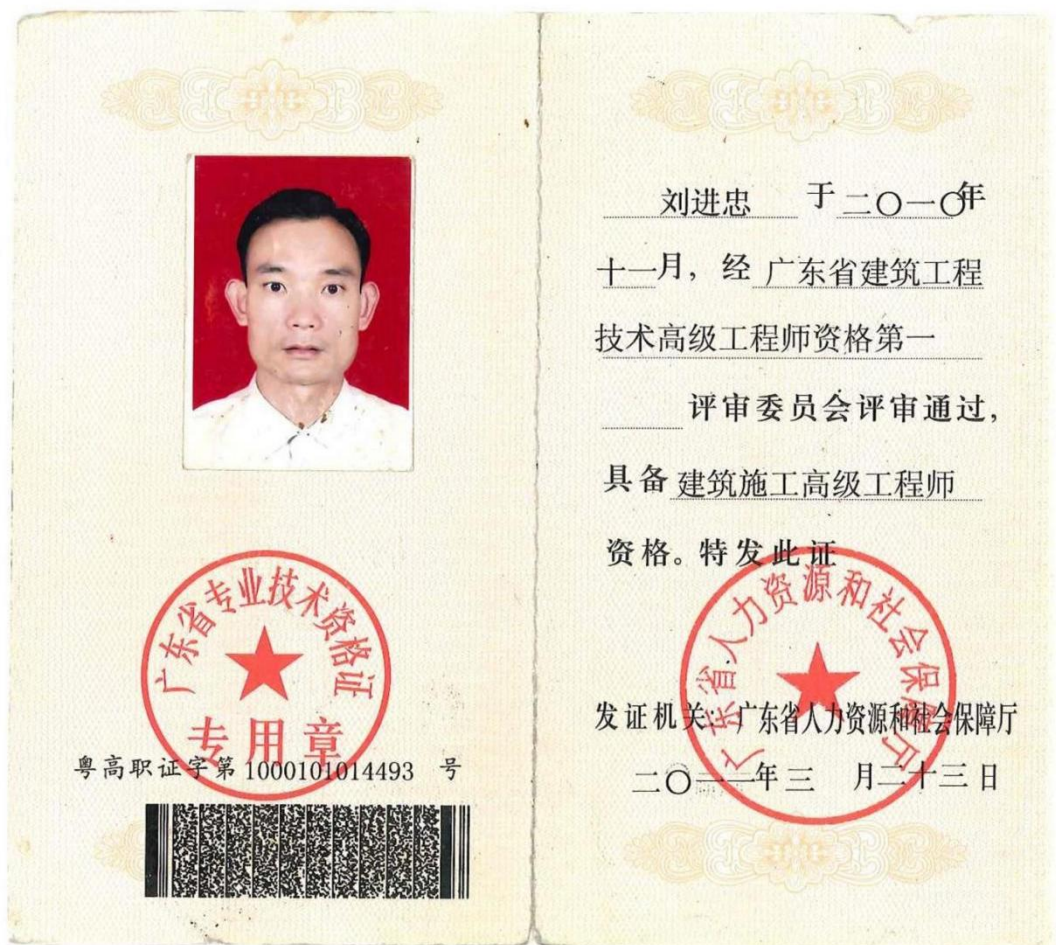 广东省专业技术资格证
专用章
粤高职证字第 1000101014493 号
刘进忠 于 二〇一〇年
十一月，经 广东省建筑工程
技术高级工程师资格第一
评审委员会评审通过，
具备 建筑施工高级工程师
资格。特发此证
广东省人力资源和社会保障厅
发证机关：广东省人力资源和社会保障厅
二〇一一年 三 月二十三日